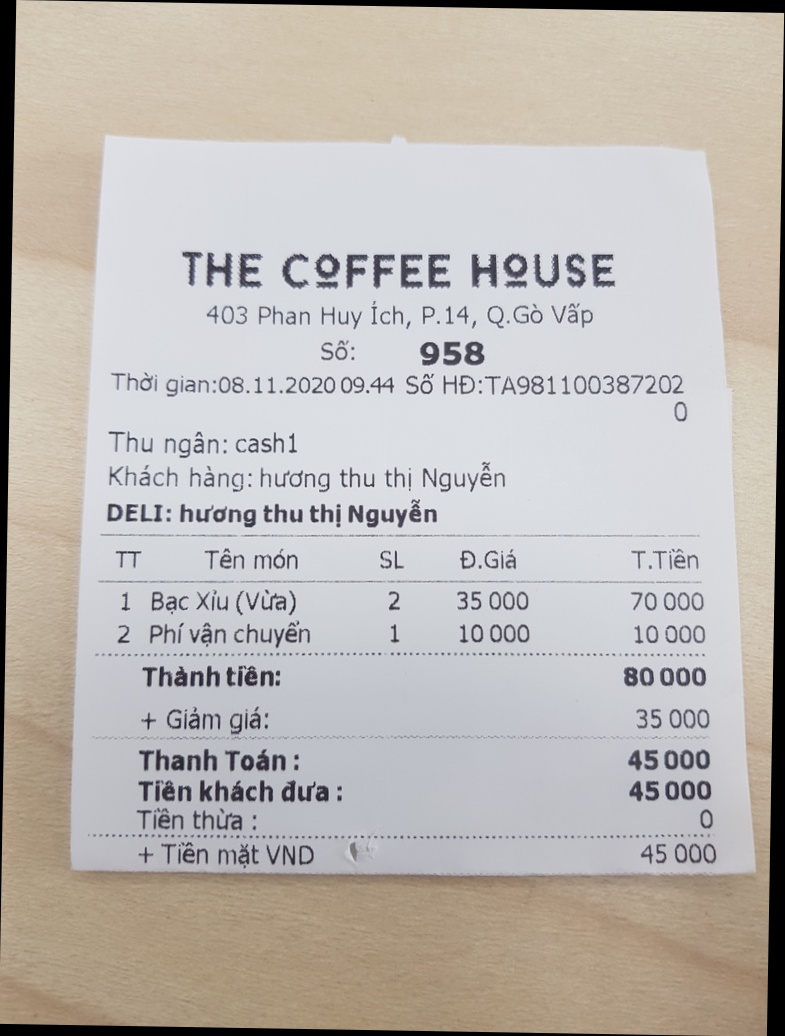 THE COFFEE HOUSE
403 Phan Huy Ích, P.14, Q.Gò Vấp
Số: 958
Thời gian:08.11.2020 09.44 Số HĐ:TA981100387202
0
Thu ngân: cash1
Khách hàng: hương thu thị Nguyễn
DELI: hương thu thị Nguyễn
TT Tên món SL Đ.Giá T.Tiền
1 Bạc Xỉu (Vừa) 2 35 000 70 000
2 Phí vận chuyển 1 10 000 10 000
Thành tiền: 80 000
+ Giảm giá: 35 000
Thanh Toán : 45 000
Tiền khách đưa : 45 000
Tiền thừa : 0
+ Tiền mặt VND 45 000